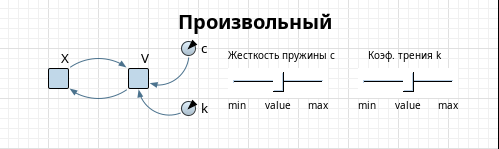 Произвольный
X V c
Жесткость пружины c Коэф. трения k
k
min value max min value max